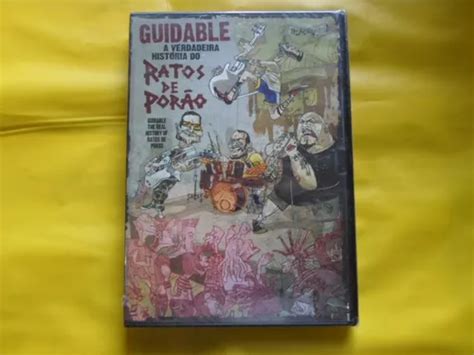 GUIDABLE
A VERDADEIRA
HISTÓRIA DO
RATOS
DE
PORÃO
GUIDABLE
THE REAL
HISTORY OF
RATOS DE
PORÃO